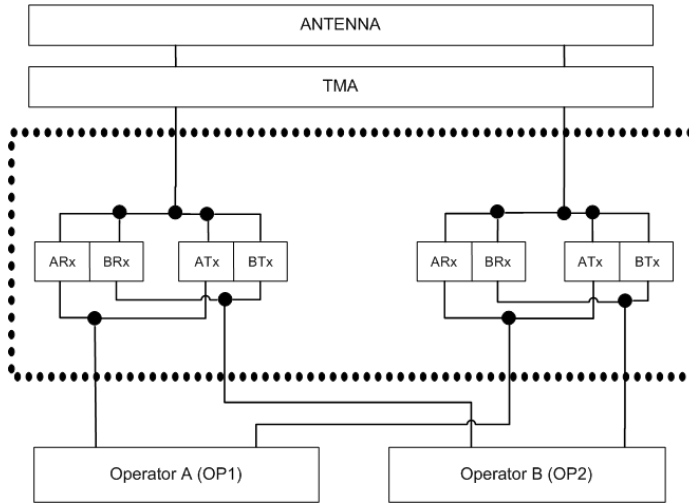 ANTENNA
TMA
ARx BRx ATx BTx ARx BRx ATx BTx
Operator A (OP1) Operator B (OP2)